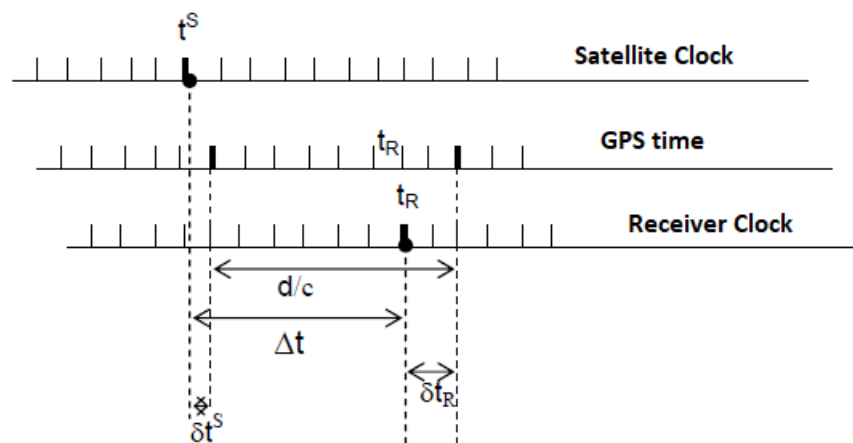 t^S
Satellite Clock
t_R
GPS time
t_R
Receiver Clock
d/c
Δt
δt_R
δt^S